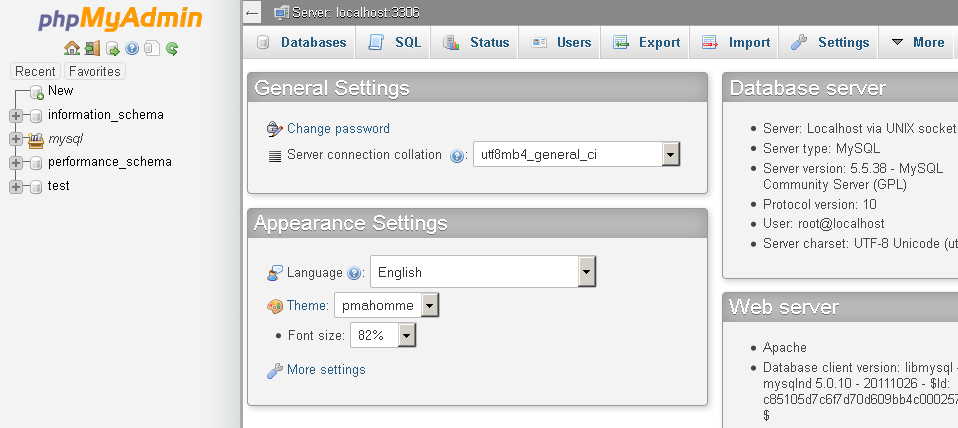 phpMyAdmin
Recent Favorites
New
information_schema
mysql
performance_schema
test
Server: localhost:3306
Databases SQL Status Users Export Import Settings More
General Settings
Change password
Server connection collation : utf8mb4_general_ci
Appearance Settings
Language : English
Theme: pmahomme
Font size: 82%
More settings
Database server
Server: Localhost via UNIX socket
Server type: MySQL
Server version: 5.5.38 - MySQL
Community Server (GPL)
Protocol version: 10
User: root@localhost
Server charset: UTF-8 Unicode (ut
Web server
Apache
Database client version: libmysql -
mysqlnd 5.0.10 - 20111026 - $Id:
c85105d7c6f7d70d609bb4c000257
$